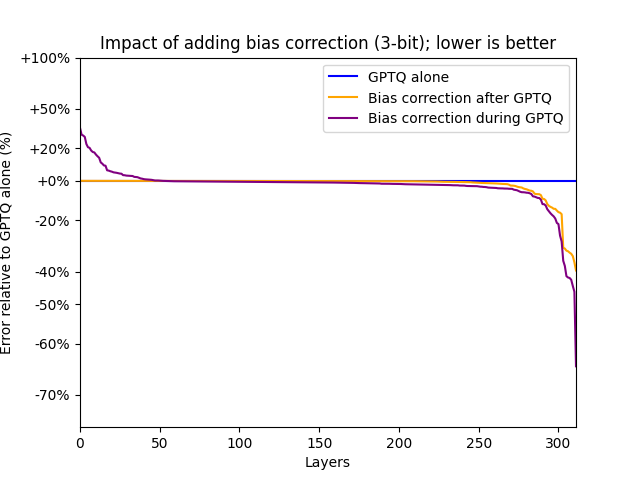 Impact of adding bias correction (3-bit); lower is better
+100%
+50%
+20%
+0%
-20%
-40%
-50%
-60%
-70%
Error relative to GPTQ alone (%)
GPTQ alone
Bias correction after GPTQ
Bias correction during GPTQ
0 50 100 150 200 250 300
Layers